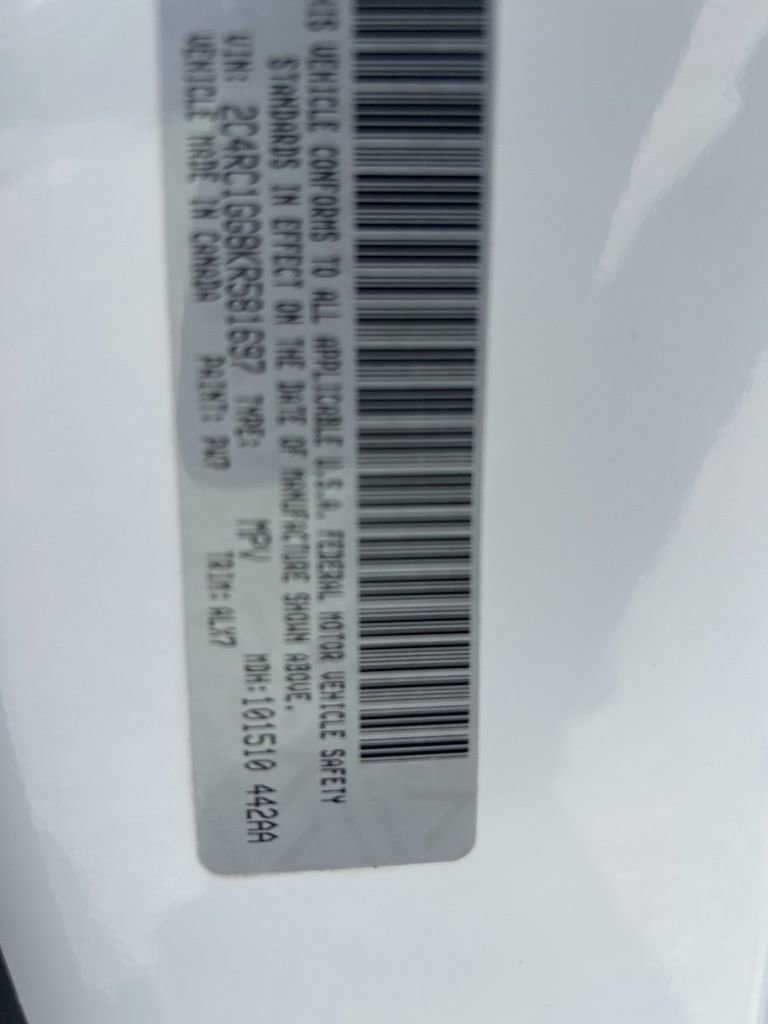 HIS VEHICLE CONFORMS TO ALL APPLICABLE U.S.A. FEDERAL MOTOR VEHICLE SAFETY
STANDARDS IN EFFECT ON THE DATE OF MANUFACTURE SHOWN ABOVE.
MDH:101510 442AA
VIN: 2C4RC1GG8KR581697 TYPE: MPV
VEHICLE MADE IN CANADA PAINT: PW7 TRIM: ALX7